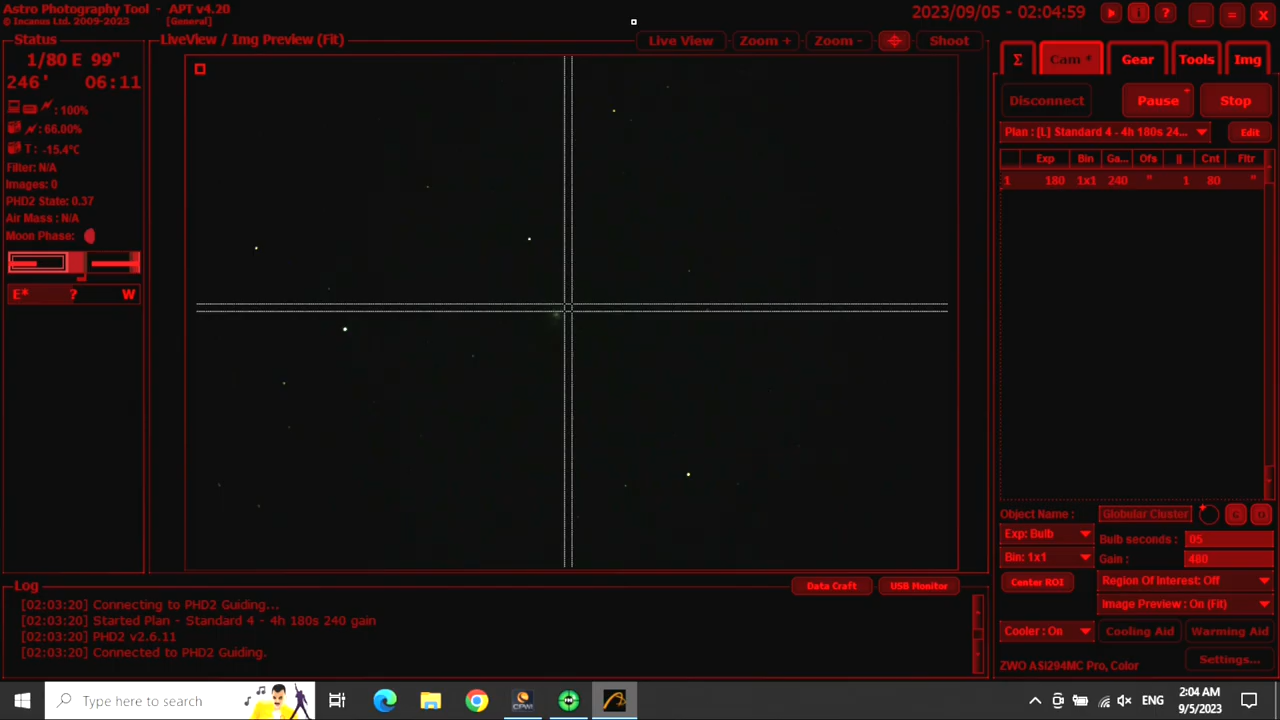 Astro Photography Tool - APT v4.20
© Incanus Ltd. 2009-2023 [General]
2023/09/05 - 02:04:59
i ? _ = X
Status
1/80 E 99"
246' 06:11
: 100%
: 66.00%
T : -15.4°C
Filter: N/A
Images: 0
PHD2 State: 0.37
Air Mass : N/A
Moon Phase:
E* ? W
LiveView / Img Preview (Fit)
Live View Zoom + Zoom - Shoot
Σ Cam * Gear Tools Img
Disconnect Pause Stop
Plan : [L] Standard 4 - 4h 180s 24... Edit
Exp Bin Ga... Ofs || Cnt Fltr
1 180 1x1 240 " 1 80 "
Object Name : Globular Cluster
Exp: Bulb Bulb seconds : 05
Bin: 1x1 Gain : 480
Center ROI Region Of Interest: Off
Image Preview : On (Fit)
Cooler : On Cooling Aid Warming Aid
ZWO ASI294MC Pro, Color Settings...
Log
Data Craft USB Monitor
[02:03:20] Connecting to PHD2 Guiding...
[02:03:20] Started Plan - Standard 4 - 4h 180s 240 gain
[02:03:20] PHD2 v2.6.11
[02:03:20] Connected to PHD2 Guiding.
Type here to search
CPWI
ENG
2:04 AM
9/5/2023